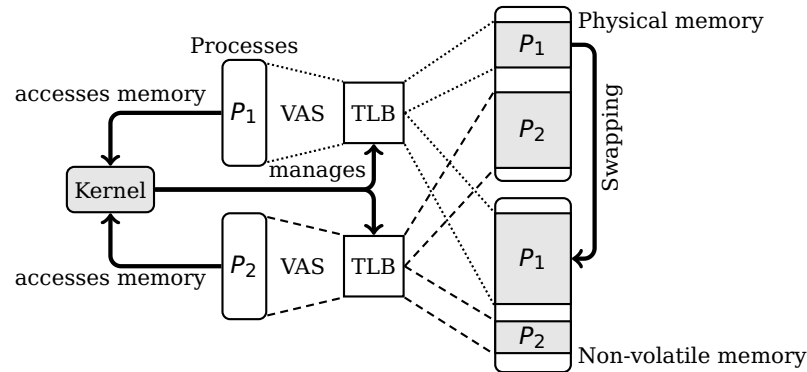 Physical memory
Processes
P1
accesses memory
P1
VAS
TLB
P2
Swapping
manages
Kernel
P2
VAS
TLB
P1
accesses memory
P2
Non-volatile memory